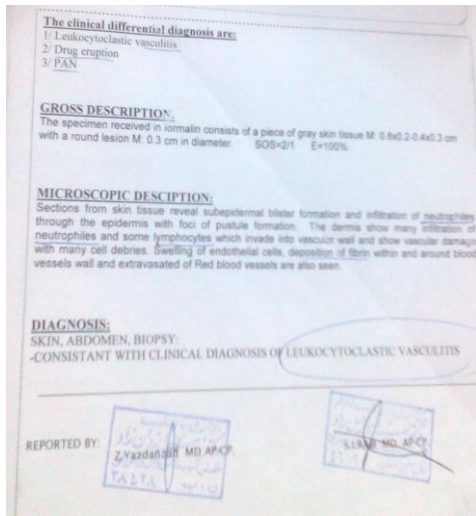 The clinical differential diagnosis are:
1/ Leukocytoclastic vasculitis
2/ Drug eruption
3/ PAN
GROSS DESCRIPTION:
The specimen received in formalin consists of a piece of gray skin tissue M: 0.8x0.2-0.4x0.3 cm
with a round lesion M: 0.3 cm in diameter. SOS=2/1 E=100%
MICROSCOPIC DESCIPTION:
Sections from skin tissue reveal subepidermal blister formation and infiltration of neutrophiles
through the epidermis with foci of pustule formation. The dermis show many infiltration of
neutrophiles and some lymphocytes which invade into vascular wall and show vascular damage
with many cell debries. Swelling of endothelial cells, deposition of fibrin within and around blood
vessels wall and extravasated of Red blood vessels are also seen.
DIAGNOSIS:
SKIN, ABDOMEN, BIOPSY:
-CONSISTANT WITH CLINICAL DIAGNOSIS OF LEUKOCYTOCLASTIC VASCULITIS
REPORTED BY:
Z.Yazdanzad MD.AP.CP.
MD. AP-CP.